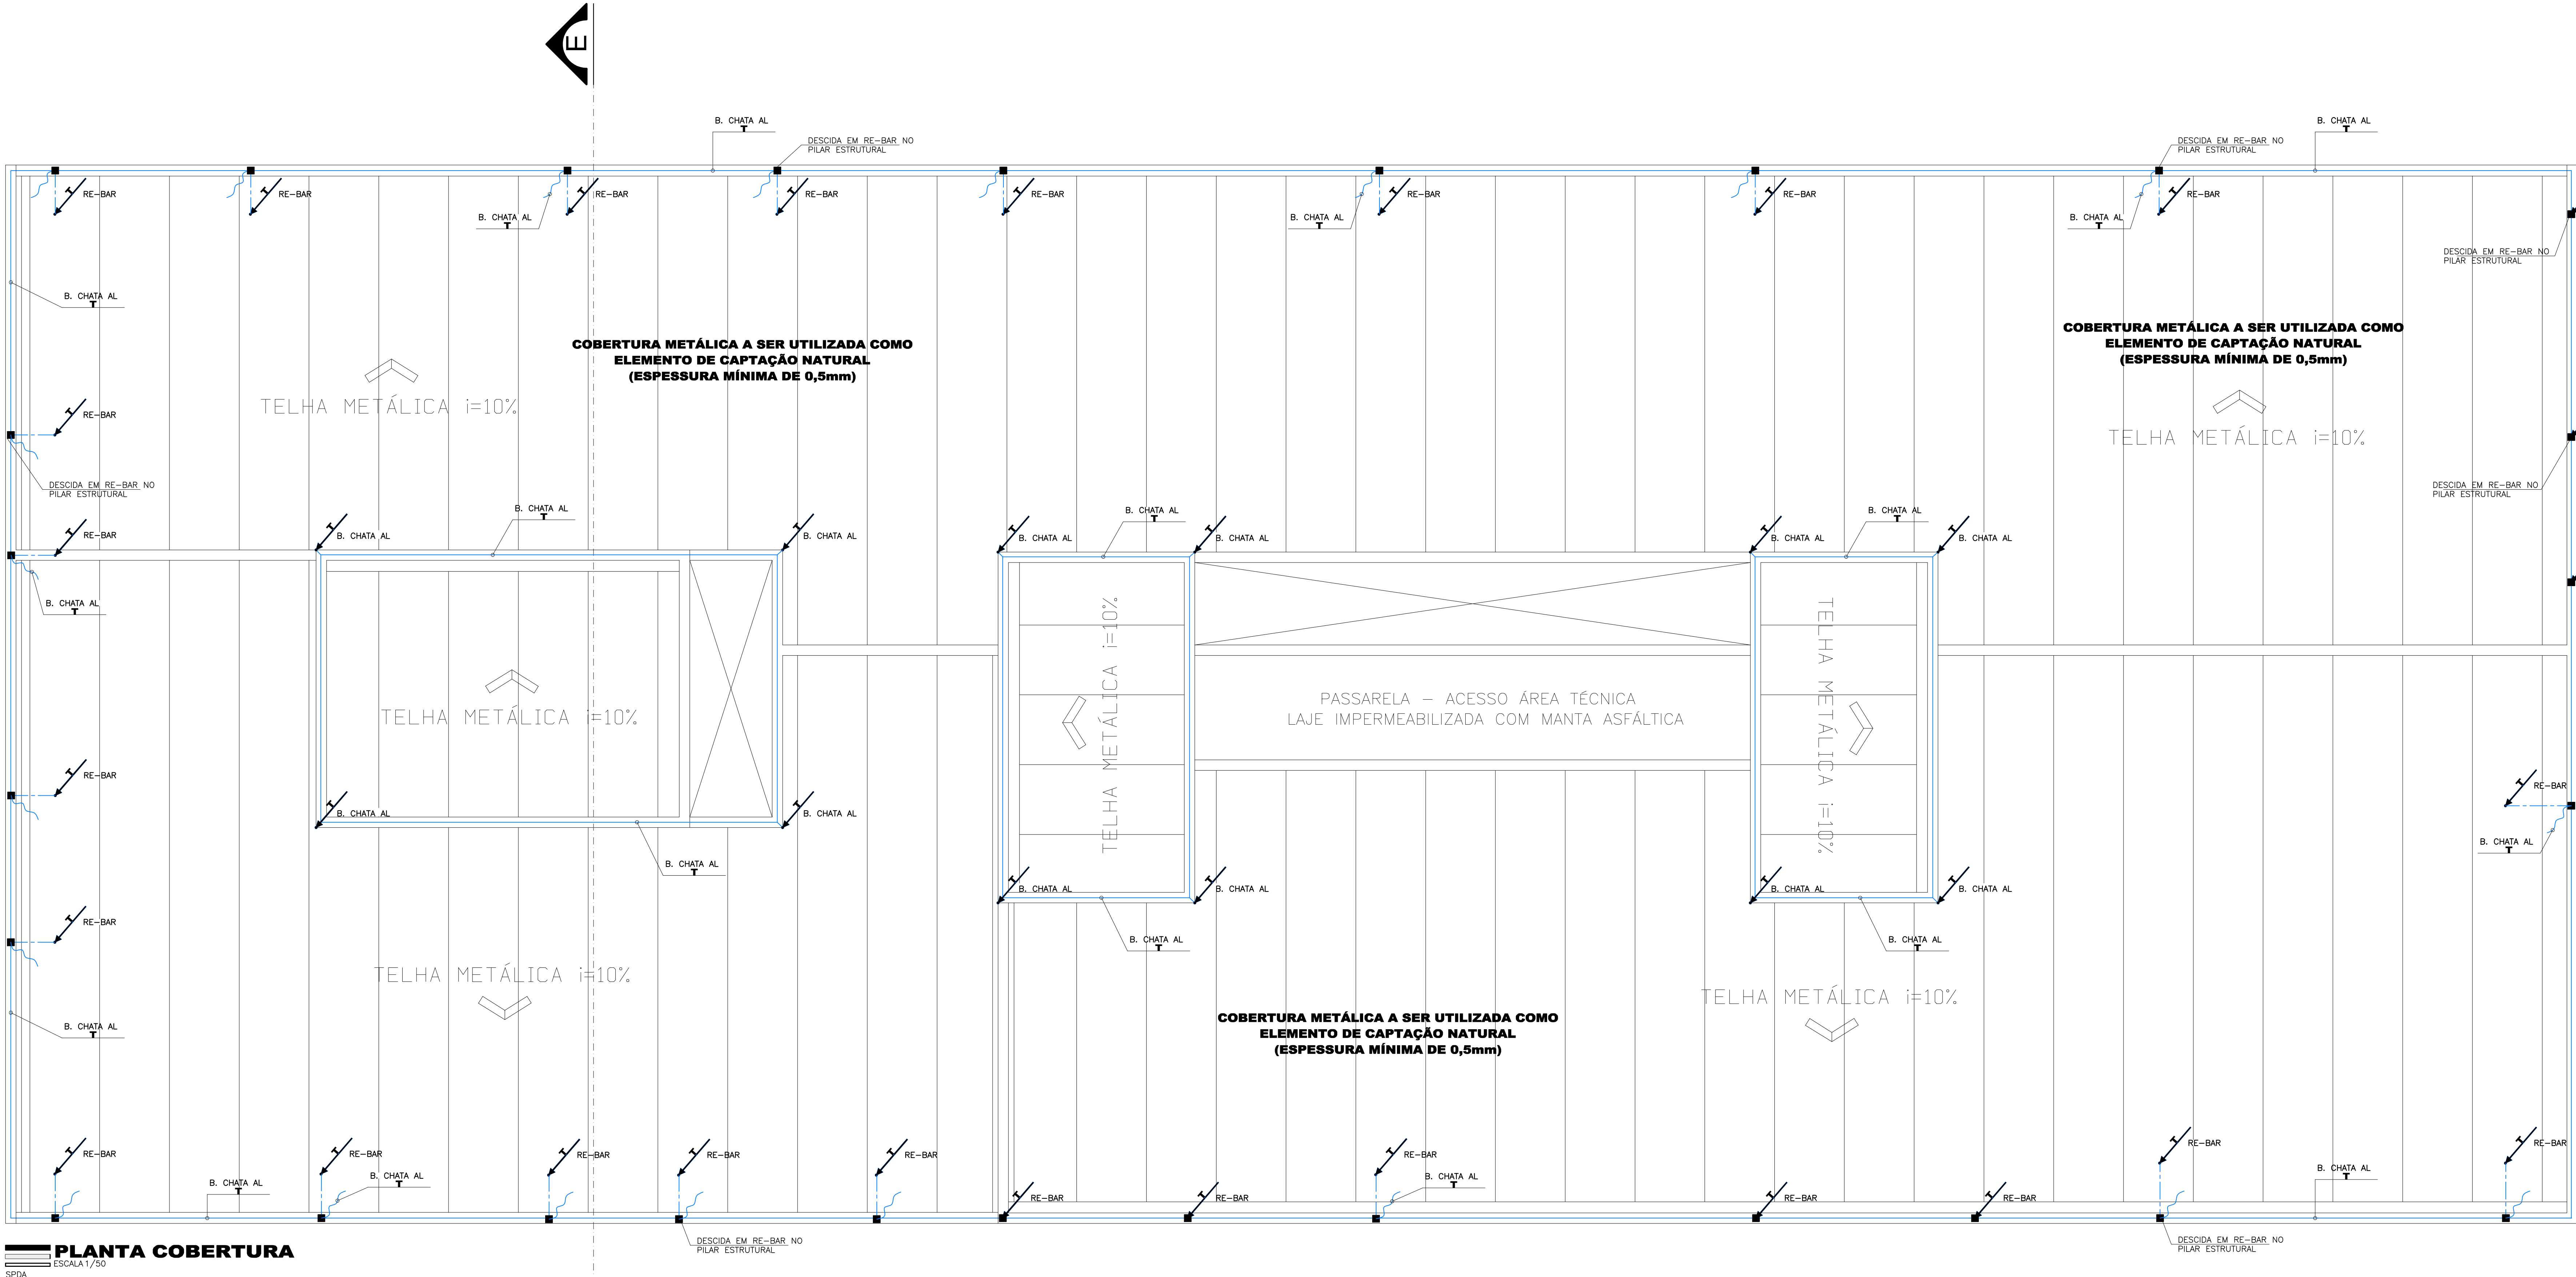 E
B. CHATA AL
DESCIDA EM RE-BAR NO
PILAR ESTRUTURAL
DESCIDA EM RE-BAR NO
PILAR ESTRUTURAL
B. CHATA AL
RE-BAR
RE-BAR
RE-BAR
RE-BAR
RE-BAR
RE-BAR
RE-BAR
RE-BAR
B. CHATA AL
B. CHATA AL
B. CHATA AL
DESCIDA EM RE-BAR NO
PILAR ESTRUTURAL
B. CHATA AL
COBERTURA METÁLICA A SER UTILIZADA COMO
ELEMENTO DE CAPTAÇÃO NATURAL
(ESPESSURA MÍNIMA DE 0,5mm)
COBERTURA METÁLICA A SER UTILIZADA COMO
ELEMENTO DE CAPTAÇÃO NATURAL
(ESPESSURA MÍNIMA DE 0,5mm)
TELHA METÁLICA i=10%
RE-BAR
TELHA METÁLICA i=10%
DESCIDA EM RE-BAR NO
PILAR ESTRUTURAL
DESCIDA EM RE-BAR NO
PILAR ESTRUTURAL
B. CHATA AL
B. CHATA AL
B. CHATA AL
RE-BAR
B. CHATA AL
B. CHATA AL
B. CHATA AL
B. CHATA AL
B. CHATA AL
B. CHATA AL
B. CHATA AL
TELHA METÁLICA i=10%
TELHA METÁLICA i=10%
TELHA METÁLICA i=10%
PASSARELA - ACESSO ÁREA TÉCNICA
LAJE IMPERMEABILIZADA COM MANTA ASFÁLTICA
RE-BAR
RE-BAR
B. CHATA AL
B. CHATA AL
B. CHATA AL
B. CHATA AL
B. CHATA AL
B. CHATA AL
B. CHATA AL
B. CHATA AL
RE-BAR
B. CHATA AL
B. CHATA AL
TELHA METÁLICA i=10%
TELHA METÁLICA i=10%
B. CHATA AL
COBERTURA METÁLICA A SER UTILIZADA COMO
ELEMENTO DE CAPTAÇÃO NATURAL
(ESPESSURA MÍNIMA DE 0,5mm)
RE-BAR
RE-BAR
RE-BAR
RE-BAR
RE-BAR
RE-BAR
RE-BAR
RE-BAR
B. CHATA AL
B. CHATA AL
B. CHATA AL
B. CHATA AL
RE-BAR
RE-BAR
RE-BAR
RE-BAR
DESCIDA EM RE-BAR NO
PILAR ESTRUTURAL
DESCIDA EM RE-BAR NO
PILAR ESTRUTURAL
PLANTA COBERTURA
ESCALA 1/50
SPDA